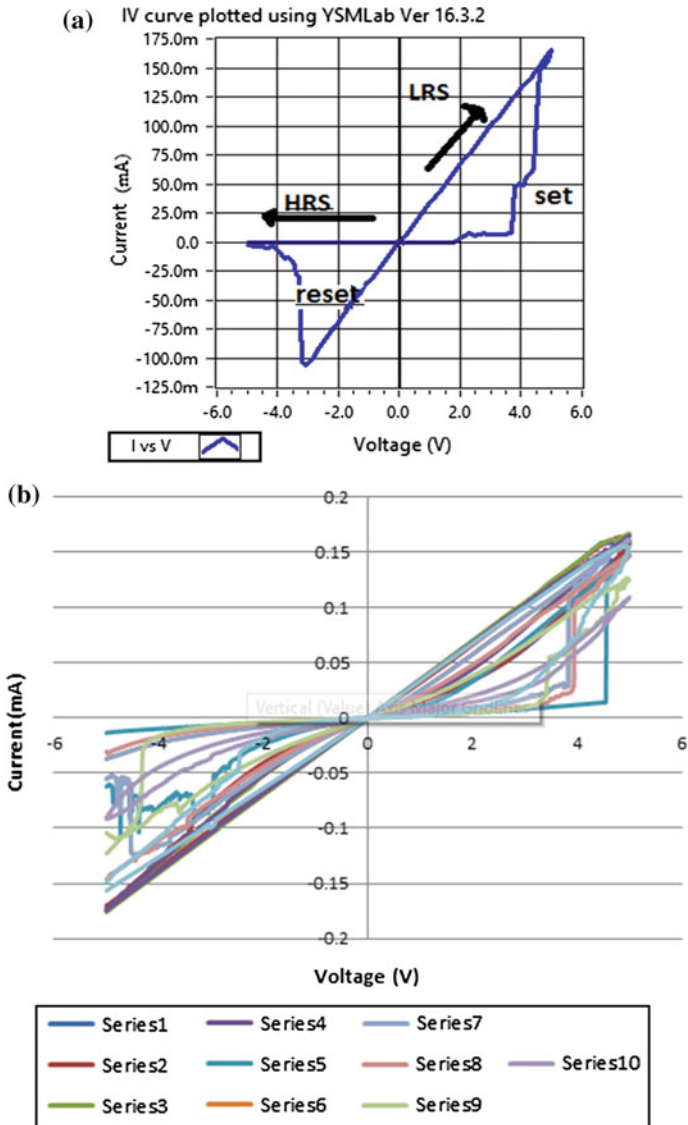 (a) IV curve plotted using YSMLab Ver 16.3.2
175.0m
150.0m
125.0m
100.0m
75.0m
50.0m
25.0m
0.0
-25.0m
-50.0m
-75.0m
-100.0m
-125.0m
Current (mA)
LRS
HRS
set
reset
-6.0 -4.0 -2.0 0.0 2.0 4.0 6.0
Voltage (V)
I vs V
(b)
0.2
0.15
0.1
0.05
0
-0.05
-0.1
-0.15
-0.2
-6 -4 -2 0 2 4 6
Vertical (Value) Axis Major Gridlines
Current(mA)
Voltage (V)
Series1 Series4 Series7
Series2 Series5 Series8 Series10
Series3 Series6 Series9